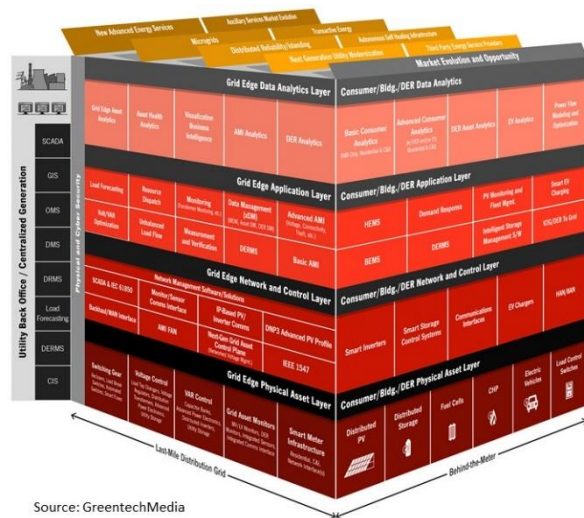 New Advanced Energy Services
Ancillary Services Market Evolution
Microgrids
Transactive Energy
Distributed Reliability/Islanding
Autonomous Self Healing Infrastructure
Next Generation Utility Modernization
Third Party Energy Service Providers
Market Evolution and Opportunity
Utility Back Office / Centralized Generation
SCADA
GIS
OMS
DMS
DRMS
Load
Forecasting
DERMS
CIS
Physical and Cyber Security
Grid Edge Data Analytics Layer
Grid Edge Asset
Analytics
Asset Health
Analytics
Visualization
Business
Intelligence
AMI Analytics
DER Analytics
Consumer/Bldg./DER Data Analytics
Basic Consumer
Analytics
Advanced Consumer
Analytics
DER Asset Analytics
EV Analytics
Power Flow
Modeling and
Optimization
Grid Edge Application Layer
Load Forecasting
Resource
Dispatch
Monitoring
Data Management
(xDM)
Advanced AMI
Volt/VAR
Optimization
Unbalanced
Load Flow
Measurement
and Verification
DERMS
Basic AMI
Consumer/Bldg./DER Application Layer
HEMS
Demand Response
PV Monitoring and
Fleet Mgmt.
Smart EV
Charging
BEMS
DERMS
Intelligent Storage
Management S/W
V2G/DER To Grid
Grid Edge Network and Control Layer
Network Management Software/Solutions
SCADA & IEC 61850
Monitor/Sensor
Comms Interface
IP-Based PV/
Inverter Comms
DNP3 Advanced PV Profile
Backhaul/WAN Interface
AMI FAN
Next-Gen Grid Asset
Control Plane
IEEE 1547
Consumer/Bldg./DER Network and Control Layer
Smart Inverters
Smart Storage
Control Systems
Communications
Interfaces
EV Chargers
HAN/NAN
Grid Edge Physical Asset Layer
Switching Gear
Voltage Control
VAR Control
Grid Asset Monitors
Smart Meter
Infrastructure
Consumer/Bldg./DER Physical Asset Layer
Distributed
PV
Distributed
Storage
Fuel Cells
CHP
Electric
Vehicles
Load Control
Switches
Last-Mile Distribution Grid
Behind-the-Meter
Source: GreentechMedia